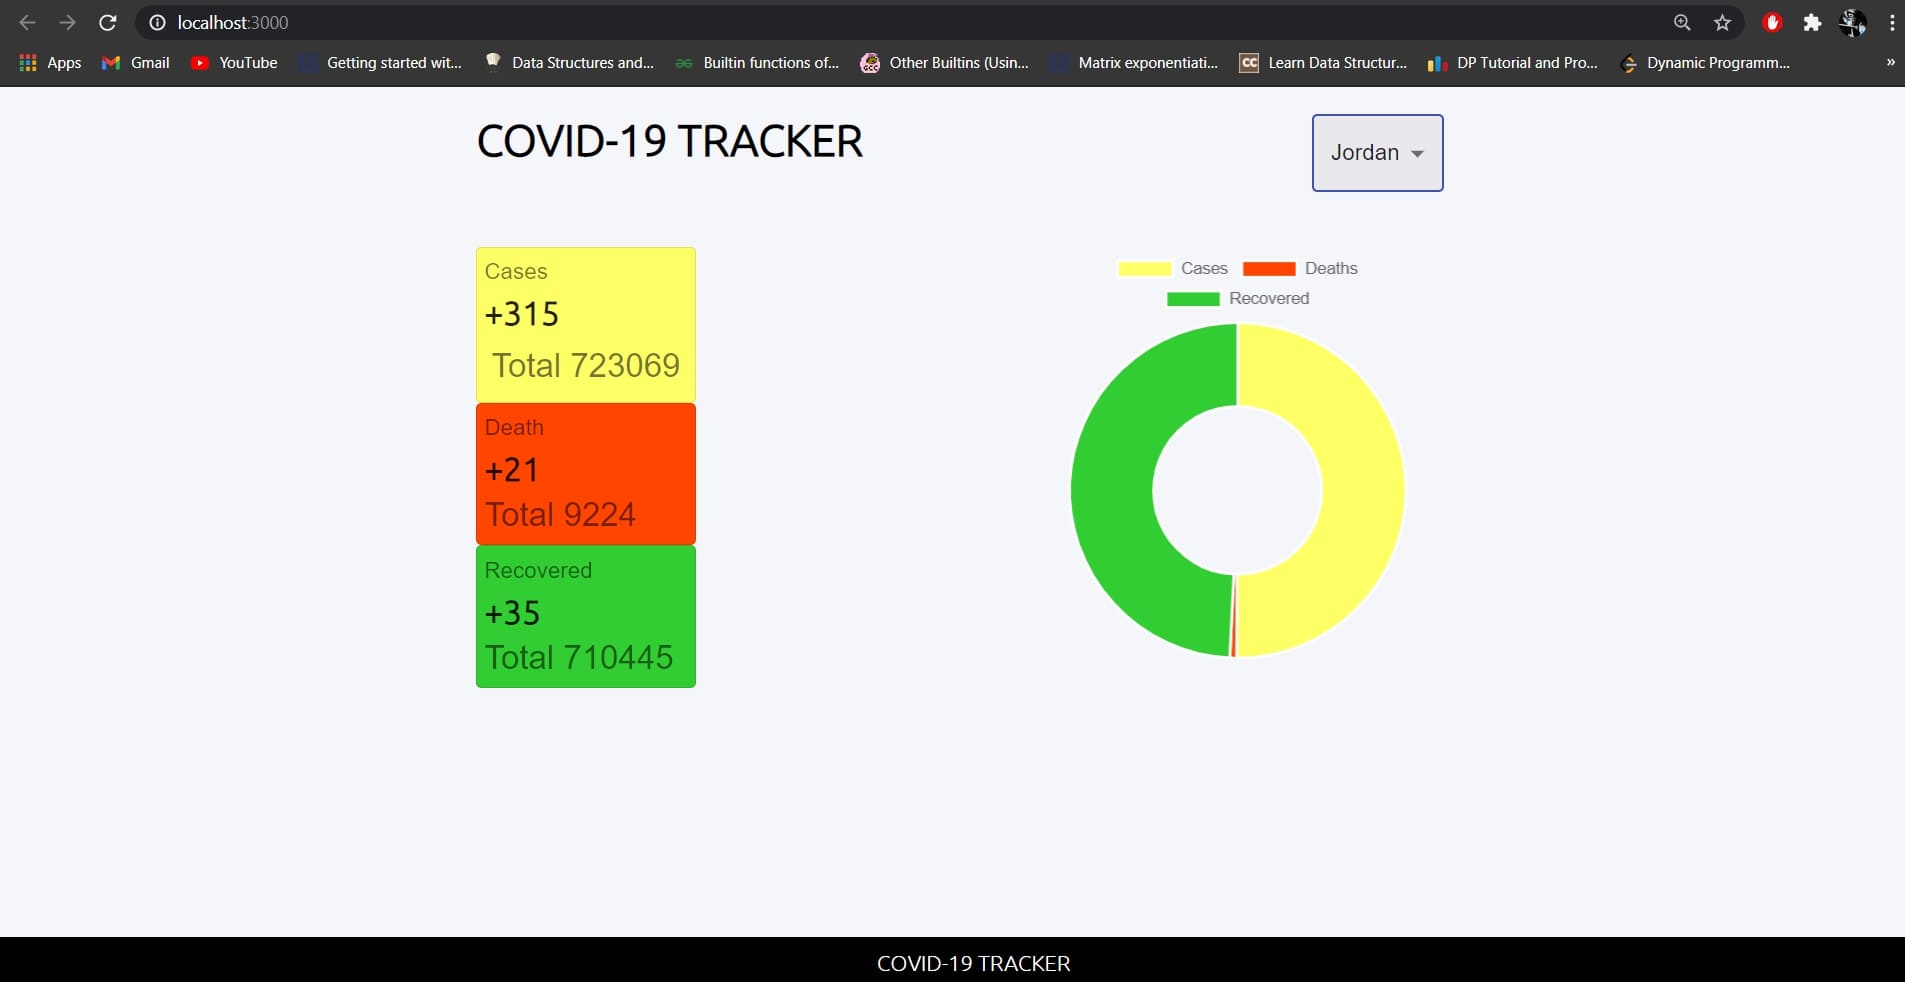 localhost:3000
Apps Gmail YouTube Getting started wit... Data Structures and... Builtin functions of... Other Builtins (Usin... Matrix exponentiati... CC Learn Data Structur... DP Tutorial and Pro... Dynamic Programm... »
COVID-19 TRACKER
Jordan
Cases
+315
Total 723069
Death
+21
Total 9224
Recovered
+35
Total 710445
Cases Deaths
Recovered
COVID-19 TRACKER